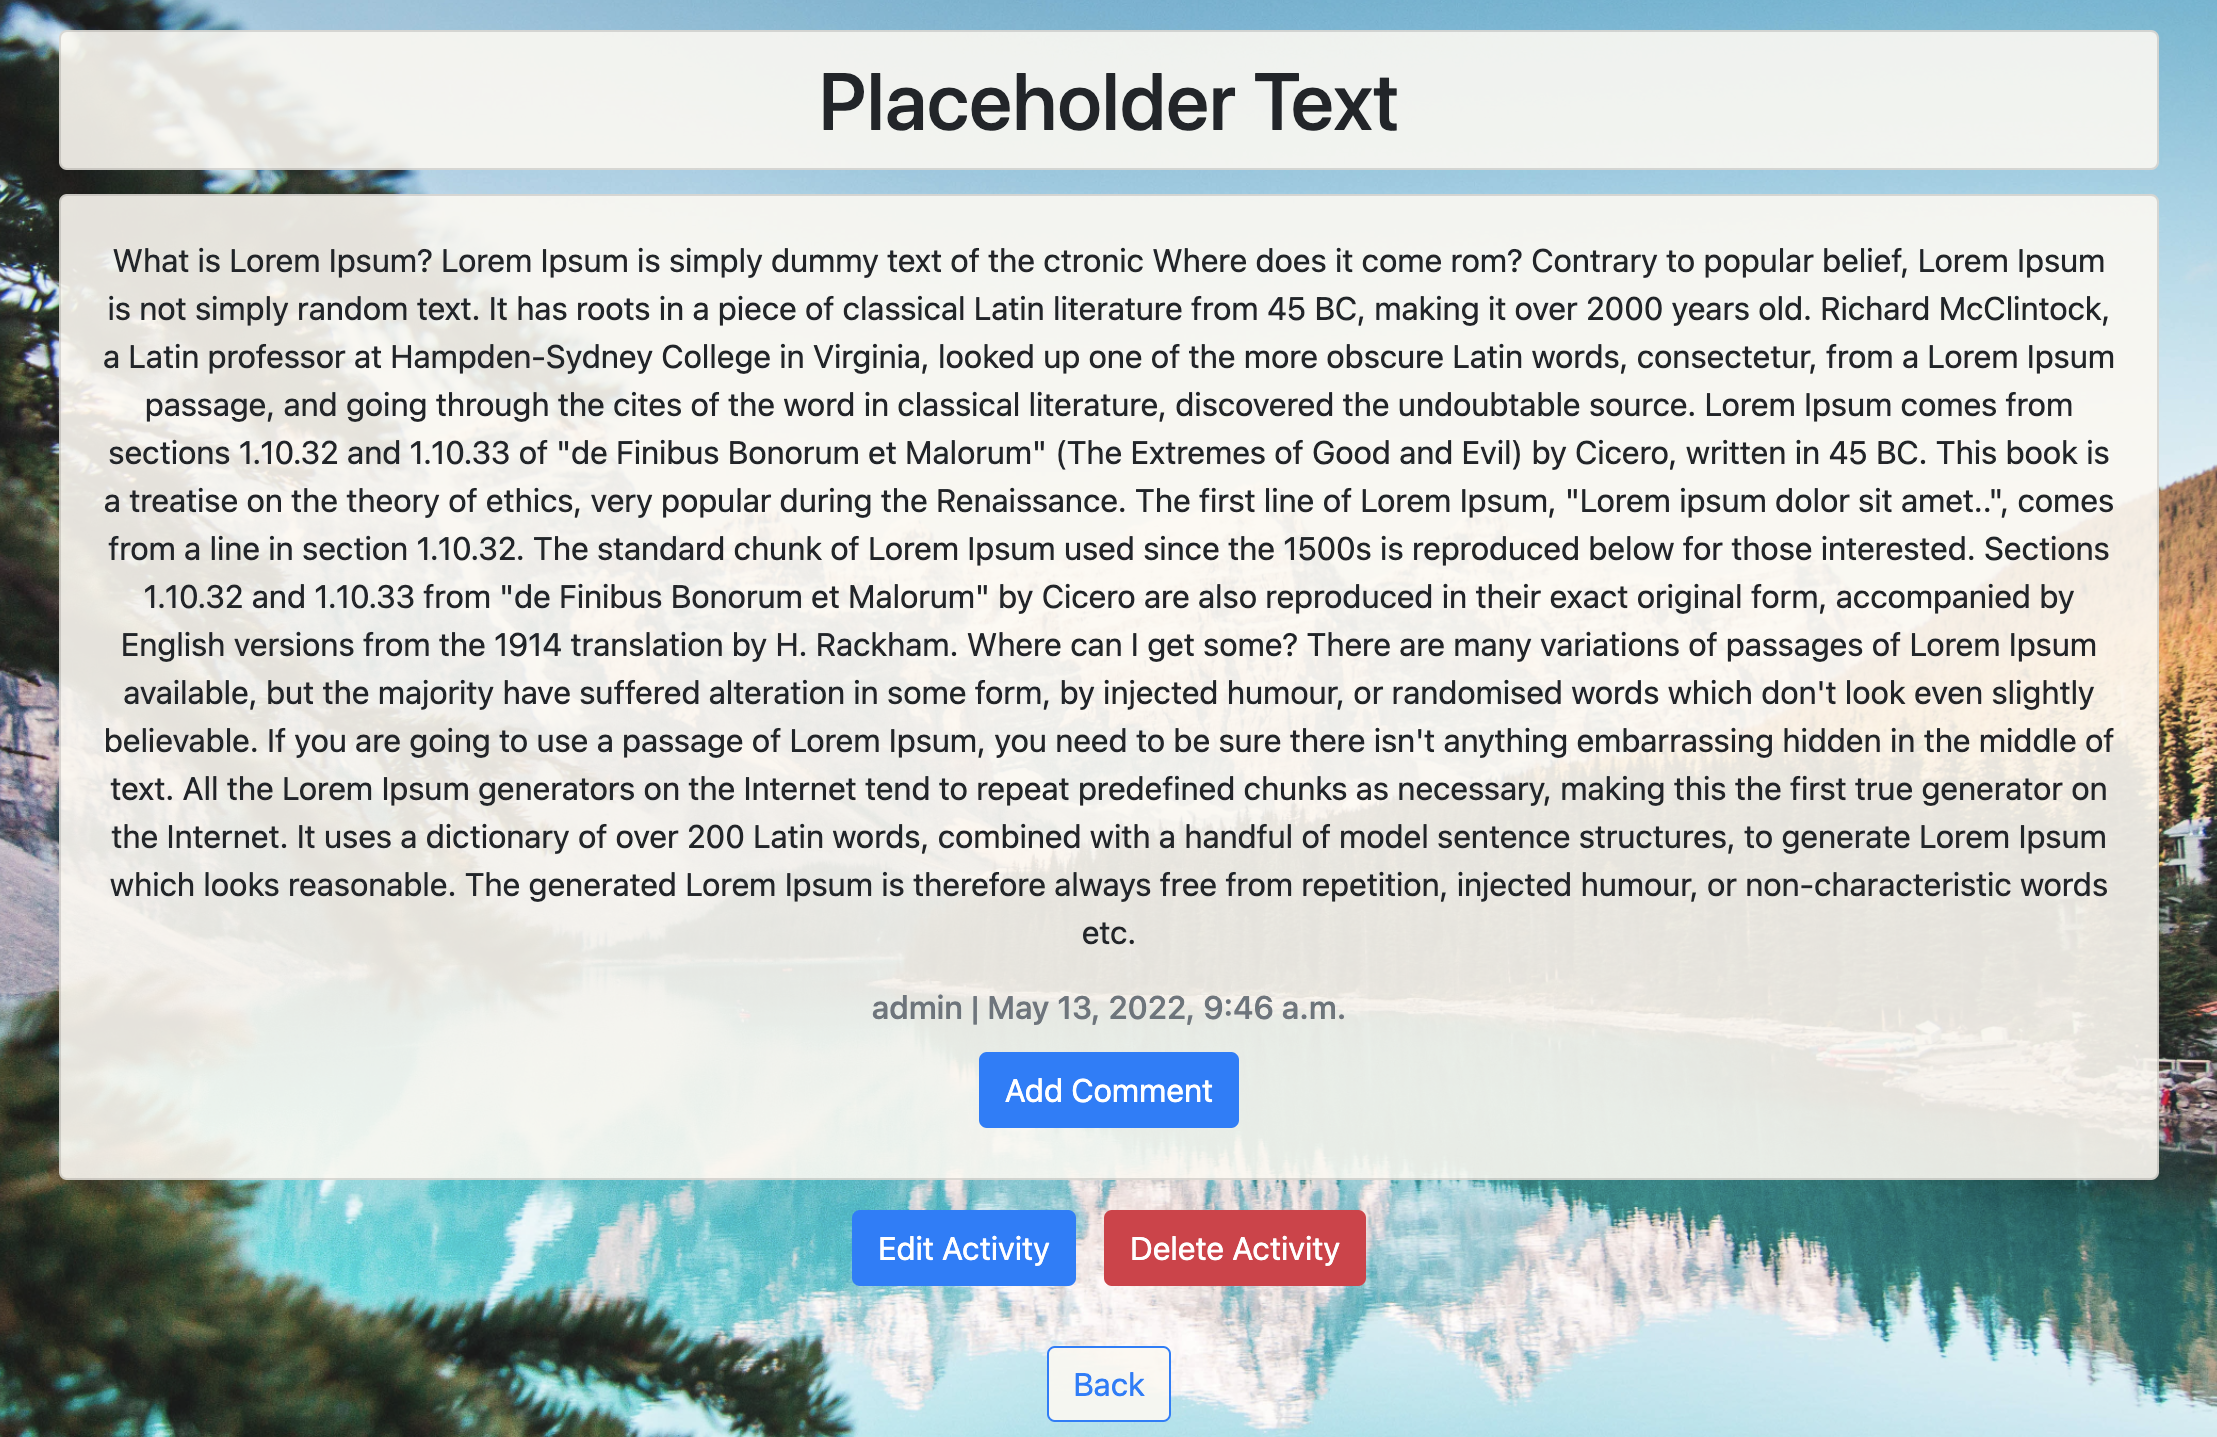 Placeholder Text
What is Lorem Ipsum? Lorem Ipsum is simply dummy text of the ctronic Where does it come rom? Contrary to popular belief, Lorem Ipsum
is not simply random text. It has roots in a piece of classical Latin literature from 45 BC, making it over 2000 years old. Richard McClintock,
a Latin professor at Hampden-Sydney College in Virginia, looked up one of the more obscure Latin words, consectetur, from a Lorem Ipsum
passage, and going through the cites of the word in classical literature, discovered the undoubtable source. Lorem Ipsum comes from
sections 1.10.32 and 1.10.33 of "de Finibus Bonorum et Malorum" (The Extremes of Good and Evil) by Cicero, written in 45 BC. This book is
a treatise on the theory of ethics, very popular during the Renaissance. The first line of Lorem Ipsum, "Lorem ipsum dolor sit amet..", comes
from a line in section 1.10.32. The standard chunk of Lorem Ipsum used since the 1500s is reproduced below for those interested. Sections
1.10.32 and 1.10.33 from "de Finibus Bonorum et Malorum" by Cicero are also reproduced in their exact original form, accompanied by
English versions from the 1914 translation by H. Rackham. Where can I get some? There are many variations of passages of Lorem Ipsum
available, but the majority have suffered alteration in some form, by injected humour, or randomised words which don't look even slightly
believable. If you are going to use a passage of Lorem Ipsum, you need to be sure there isn't anything embarrassing hidden in the middle of
text. All the Lorem Ipsum generators on the Internet tend to repeat predefined chunks as necessary, making this the first true generator on
the Internet. It uses a dictionary of over 200 Latin words, combined with a handful of model sentence structures, to generate Lorem Ipsum
which looks reasonable. The generated Lorem Ipsum is therefore always free from repetition, injected humour, or non-characteristic words
etc.
admin | May 13, 2022, 9:46 a.m.
Add Comment
Edit Activity Delete Activity
Back